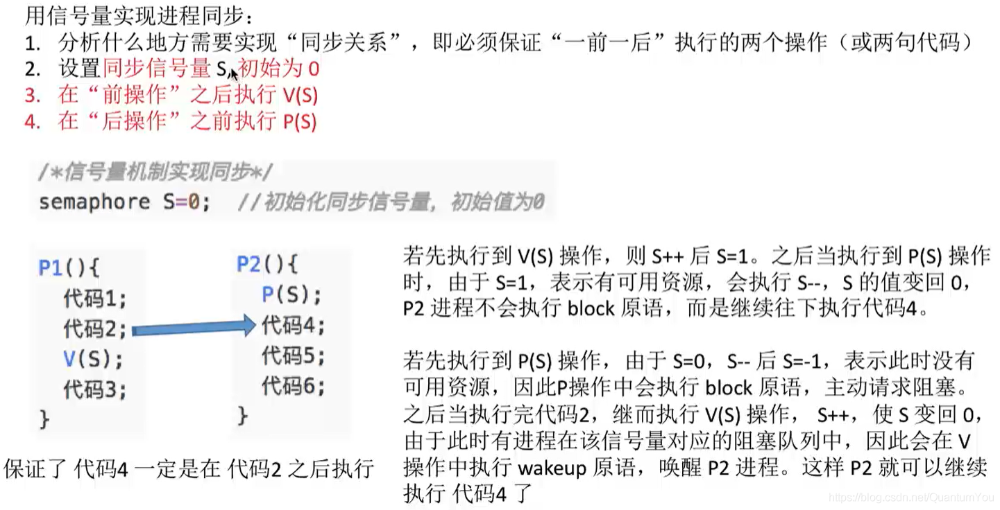 用信号量实现进程同步：
1. 分析什么地方需要实现“同步关系”，即必须保证“一前一后”执行的两个操作（或两句代码）
2. 设置同步信号量 S, 初始为 0
3. 在“前操作”之后执行 V(S)
4. 在“后操作”之前执行 P(S)
/*信号量机制实现同步*/
semaphore S=0; //初始化同步信号量，初始值为0
P1(){
代码1;
代码2;
V(S);
代码3;
}
P2(){
P(S);
代码4;
代码5;
代码6;
}
保证了 代码4 一定是在 代码2 之后执行
若先执行到 V(S) 操作，则 S++ 后 S=1。之后当执行到 P(S) 操作
时，由于 S=1，表示有可用资源，会执行 S--，S 的值变回 0，
P2 进程不会执行 block 原语，而是继续往下执行代码4。
若先执行到 P(S) 操作，由于 S=0，S-- 后 S=-1，表示此时没有
可用资源，因此P操作中会执行 block 原语，主动请求阻塞。
之后当执行完代码2，继而执行 V(S) 操作， S++，使 S 变回 0，
由于此时有进程在该信号量对应的阻塞队列中，因此会在 V
操作中执行 wakeup 原语，唤醒 P2 进程。这样 P2 就可以继续
执行 代码4 了
https://blog.csdn.net/QuantumYou